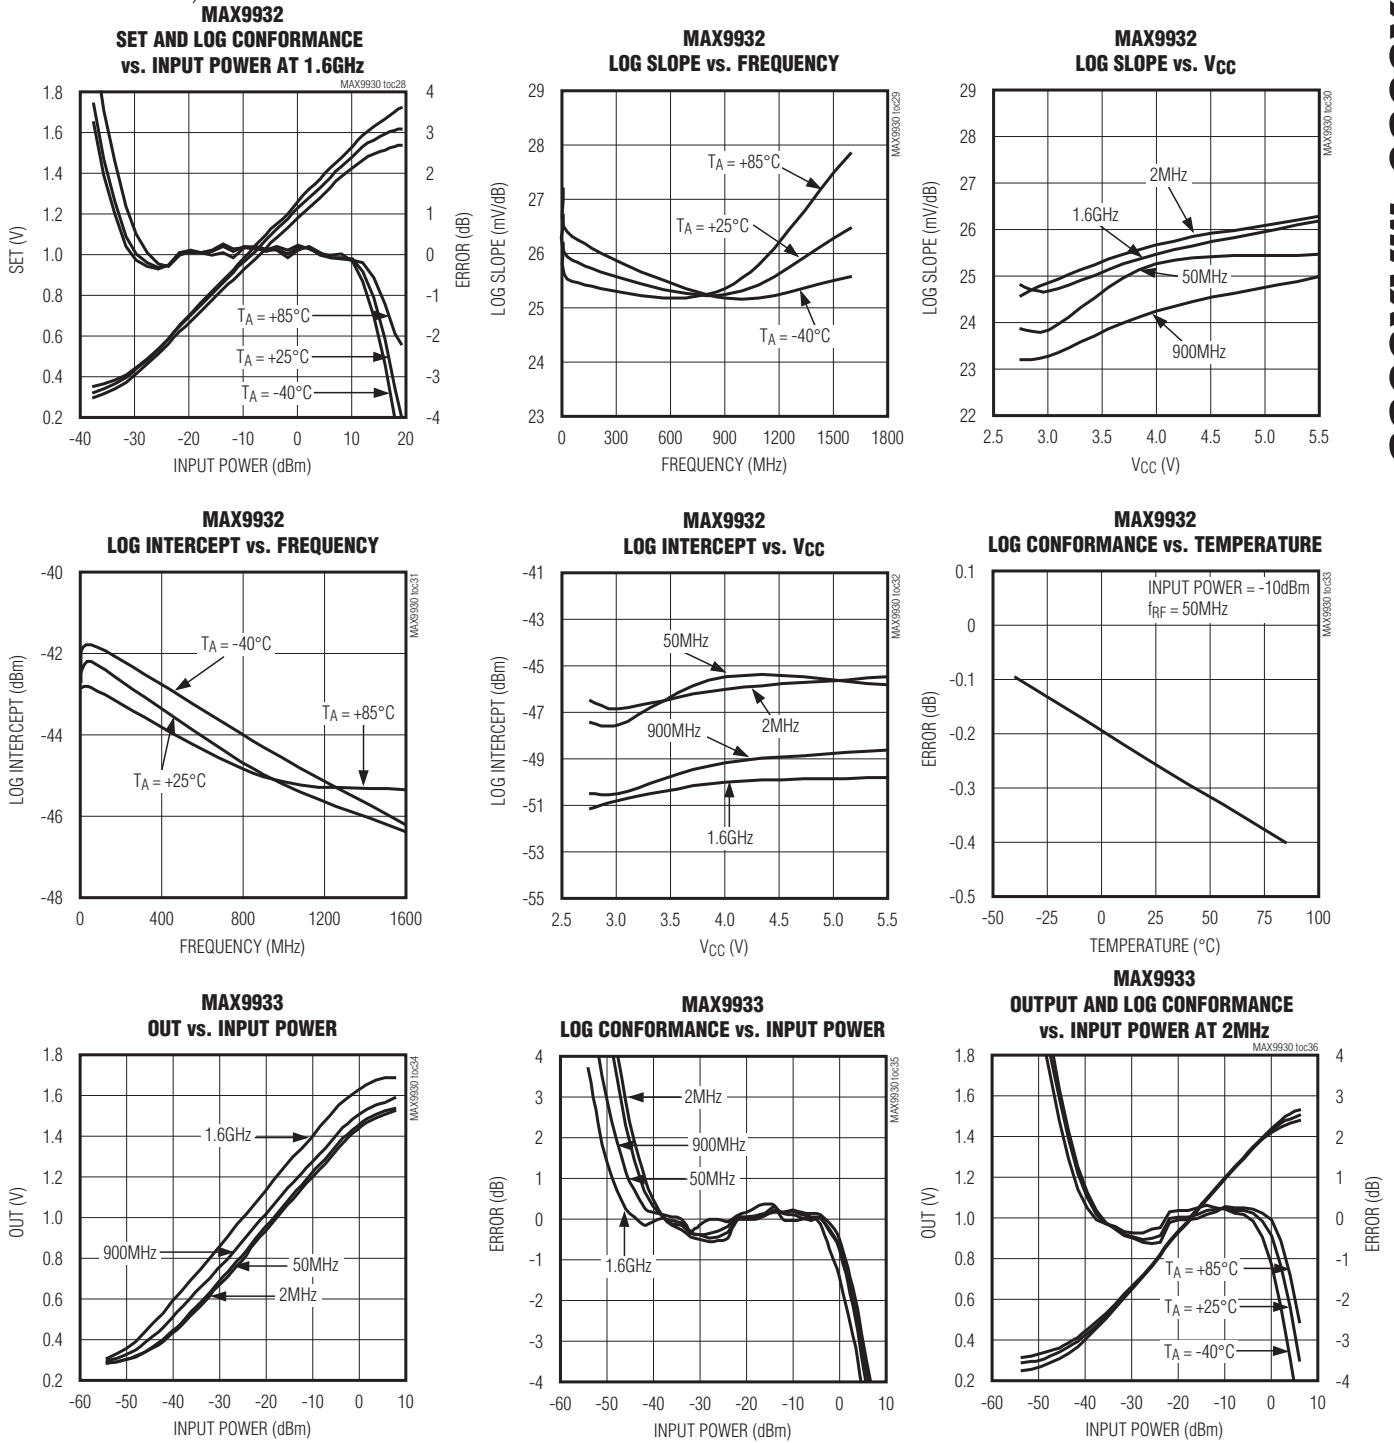 MAX9932
SET AND LOG CONFORMANCE
vs. INPUT POWER AT 1.6GHz
MAX9930 toc28
1.8
1.6
1.4
1.2
1.0
0.8
0.6
0.4
0.2
SET (V)
4
3
2
1
0
-1
-2
-3
-4
ERROR (dB)
TA = +85°C
TA = +25°C
TA = -40°C
-40 -30 -20 -10 0 10 20
INPUT POWER (dBm)
MAX9932
LOG SLOPE vs. FREQUENCY
MAX9930 toc29
29
28
27
26
25
24
23
LOG SLOPE (mV/dB)
TA = +85°C
TA = +25°C
TA = -40°C
0 300 600 900 1200 1500 1800
FREQUENCY (MHz)
MAX9932
LOG SLOPE vs. VCC
MAX9930 toc30
29
28
27
26
25
24
23
22
LOG SLOPE (mV/dB)
2MHz
1.6GHz
50MHz
900MHz
2.5 3.0 3.5 4.0 4.5 5.0 5.5
VCC (V)
MAX9932
LOG INTERCEPT vs. FREQUENCY
MAX9930 toc31
-40
-42
-44
-46
-48
LOG INTERCEPT (dBm)
TA = -40°C
TA = +85°C
TA = +25°C
0 400 800 1200 1600
FREQUENCY (MHz)
MAX9932
LOG INTERCEPT vs. VCC
MAX9930 toc32
-41
-43
-45
-47
-49
-51
-53
-55
LOG INTERCEPT (dBm)
50MHz
2MHz
900MHz
1.6GHz
2.5 3.0 3.5 4.0 4.5 5.0 5.5
VCC (V)
MAX9932
LOG CONFORMANCE vs. TEMPERATURE
MAX9930 toc33
0.1
0
-0.1
-0.2
-0.3
-0.4
-0.5
ERROR (dB)
INPUT POWER = -10dBm
fRF = 50MHz
-50 -25 0 25 50 75 100
TEMPERATURE (°C)
MAX9933
OUT vs. INPUT POWER
MAX9930 toc34
1.8
1.6
1.4
1.2
1.0
0.8
0.6
0.4
0.2
OUT (V)
1.6GHz
900MHz
50MHz
2MHz
-60 -50 -40 -30 -20 -10 0 10
INPUT POWER (dBm)
MAX9933
LOG CONFORMANCE vs. INPUT POWER
MAX9930 toc35
4
3
2
1
0
-1
-2
-3
-4
ERROR (dB)
2MHz
900MHz
50MHz
1.6GHz
-60 -50 -40 -30 -20 -10 0 10
INPUT POWER (dBm)
MAX9933
OUTPUT AND LOG CONFORMANCE
vs. INPUT POWER AT 2MHz
MAX9930 toc36
1.8
1.6
1.4
1.2
1.0
0.8
0.6
0.4
0.2
OUT (V)
4
3
2
1
0
-1
-2
-3
-4
ERROR (dB)
TA = +85°C
TA = +25°C
TA = -40°C
-60 -50 -40 -30 -20 -10 0 10
INPUT POWER (dBm)